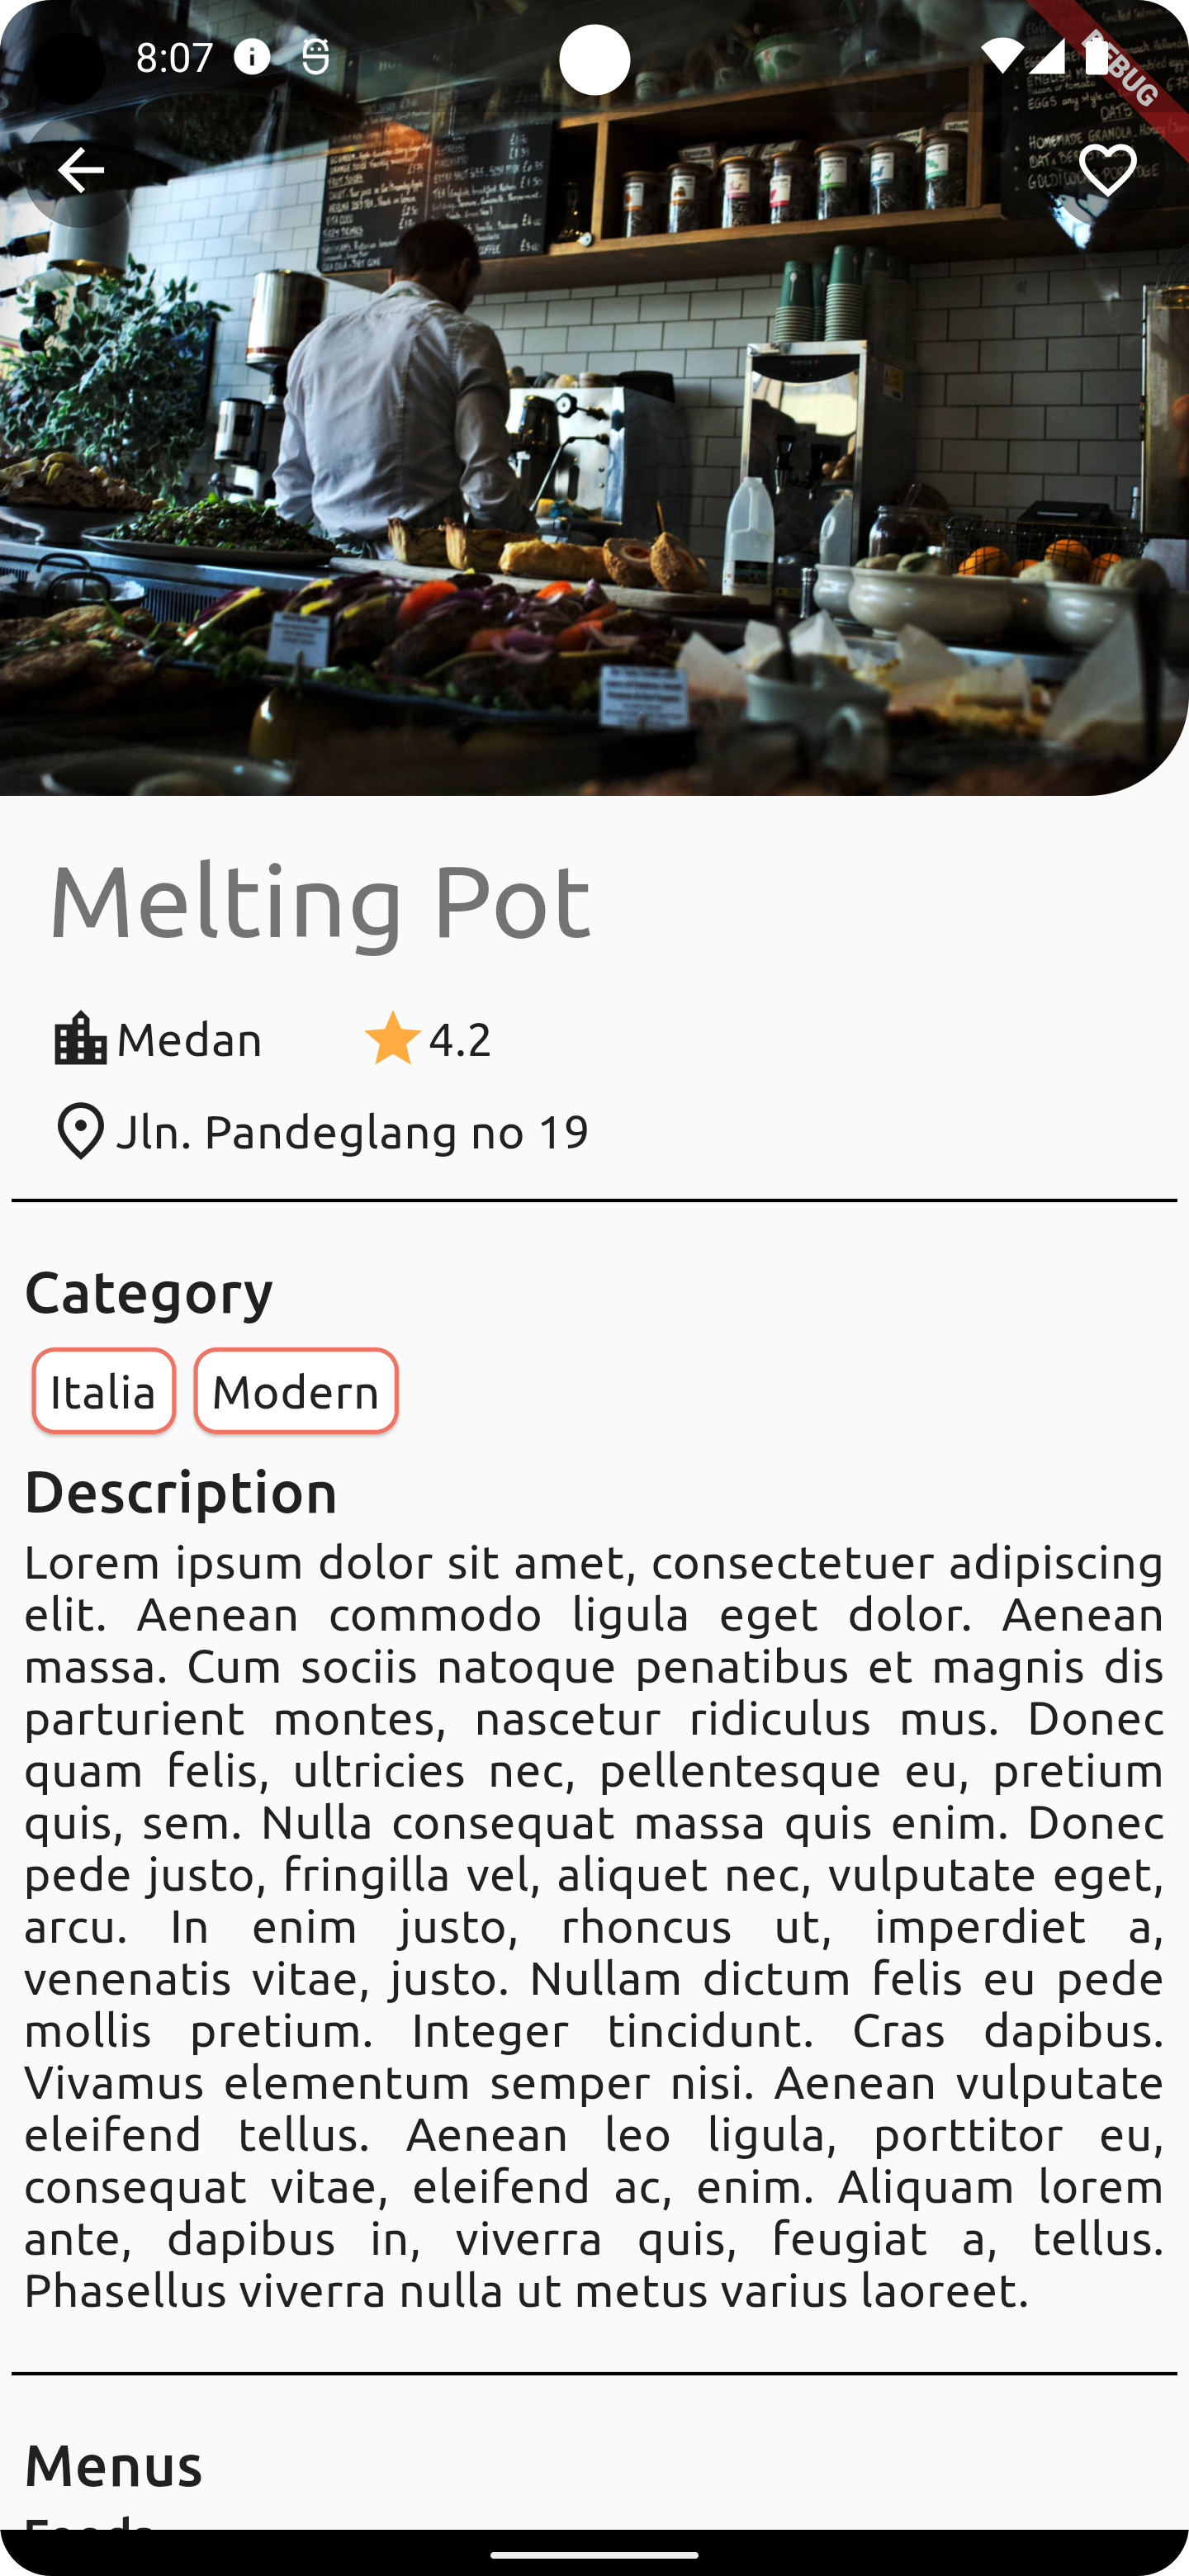 8:07
DEBUG
OATS
HOMEMADE GRANOLA
Melting Pot
Medan
4.2
Jln. Pandeglang no 19
Category
Italia
Modern
Description
Lorem ipsum dolor sit amet, consectetuer adipiscing
elit. Aenean commodo ligula eget dolor. Aenean
massa. Cum sociis natoque penatibus et magnis dis
parturient montes, nascetur ridiculus mus. Donec
quam felis, ultricies nec, pellentesque eu, pretium
quis, sem. Nulla consequat massa quis enim. Donec
pede justo, fringilla vel, aliquet nec, vulputate eget,
arcu. In enim justo, rhoncus ut, imperdiet a,
venenatis vitae, justo. Nullam dictum felis eu pede
mollis pretium. Integer tincidunt. Cras dapibus.
Vivamus elementum semper nisi. Aenean vulputate
eleifend tellus. Aenean leo ligula, porttitor eu,
consequat vitae, eleifend ac, enim. Aliquam lorem
ante, dapibus in, viverra quis, feugiat a, tellus.
Phasellus viverra nulla ut metus varius laoreet.
Menus
Foods